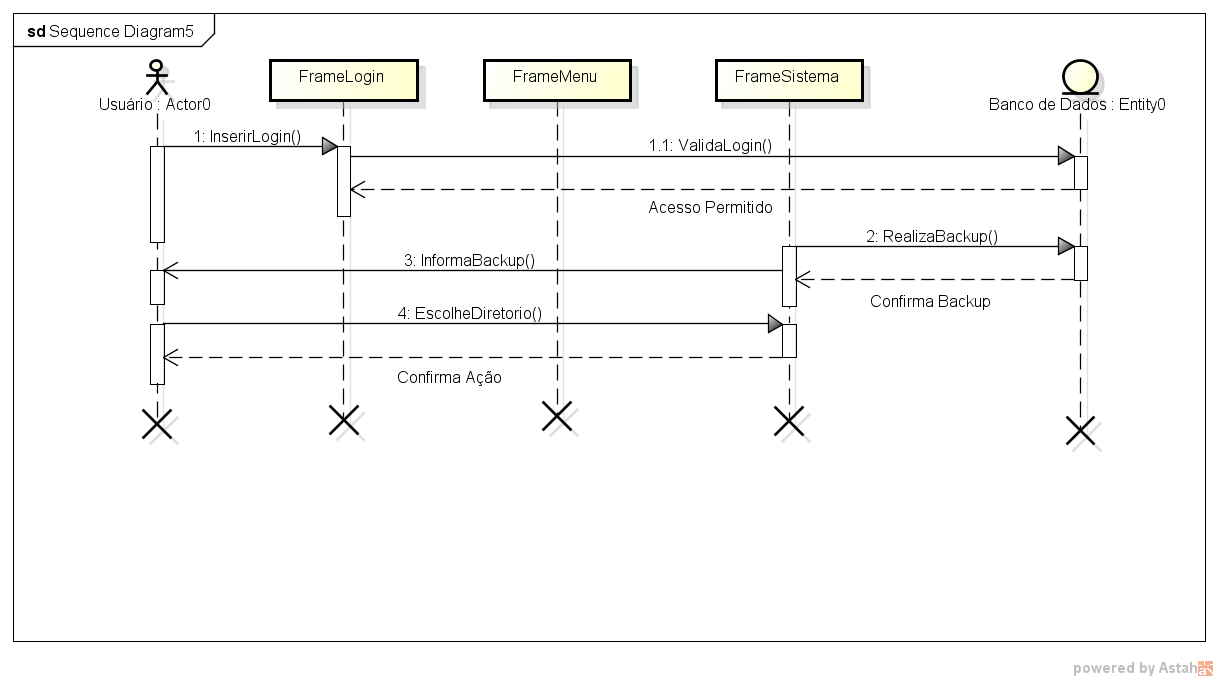 sd Sequence Diagram5
Usuário : Actor0
FrameLogin
FrameMenu
FrameSistema
Banco de Dados : Entity0
1: InserirLogin()
1.1: ValidaLogin()
Acesso Permitido
2: RealizaBackup()
3: InformaBackup()
Confirma Backup
4: EscolheDiretorio()
Confirma Ação
powered by Astah